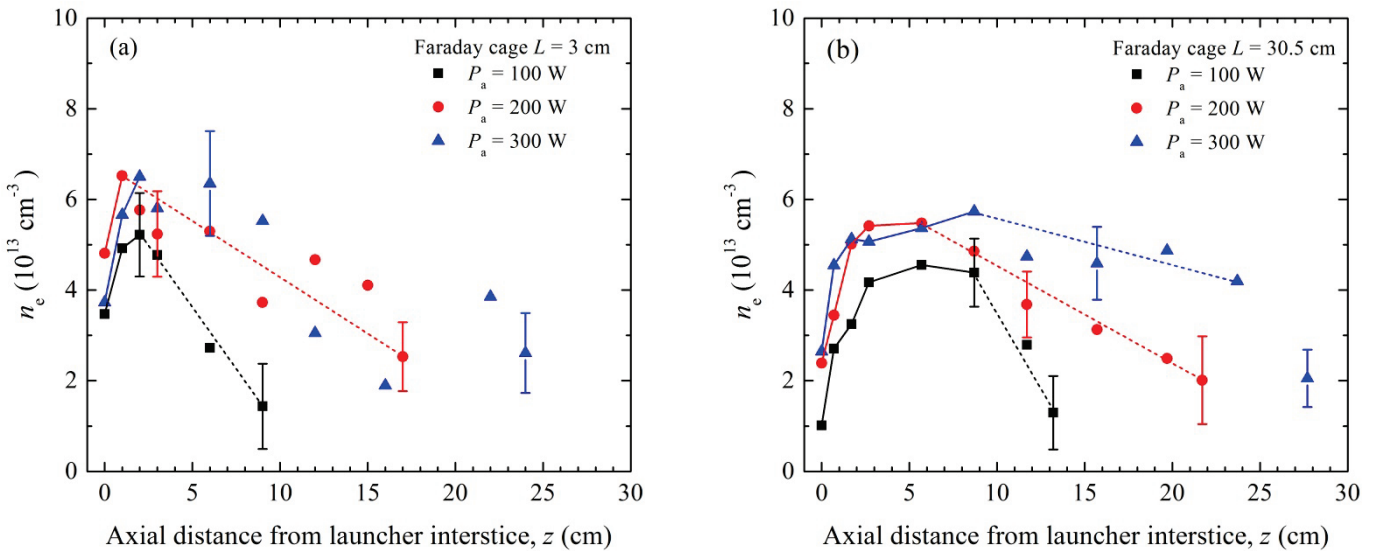 (a)
Faraday cage L = 3 cm
Pa = 100 W
Pa = 200 W
Pa = 300 W
10
8
6
4
2
0
ne (10^13 cm^-3)
0 5 10 15 20 25 30
Axial distance from launcher interstice, z (cm)
(b)
Faraday cage L = 30.5 cm
Pa = 100 W
Pa = 200 W
Pa = 300 W
10
8
6
4
2
0
ne (10^13 cm^-3)
0 5 10 15 20 25 30
Axial distance from launcher interstice, z (cm)